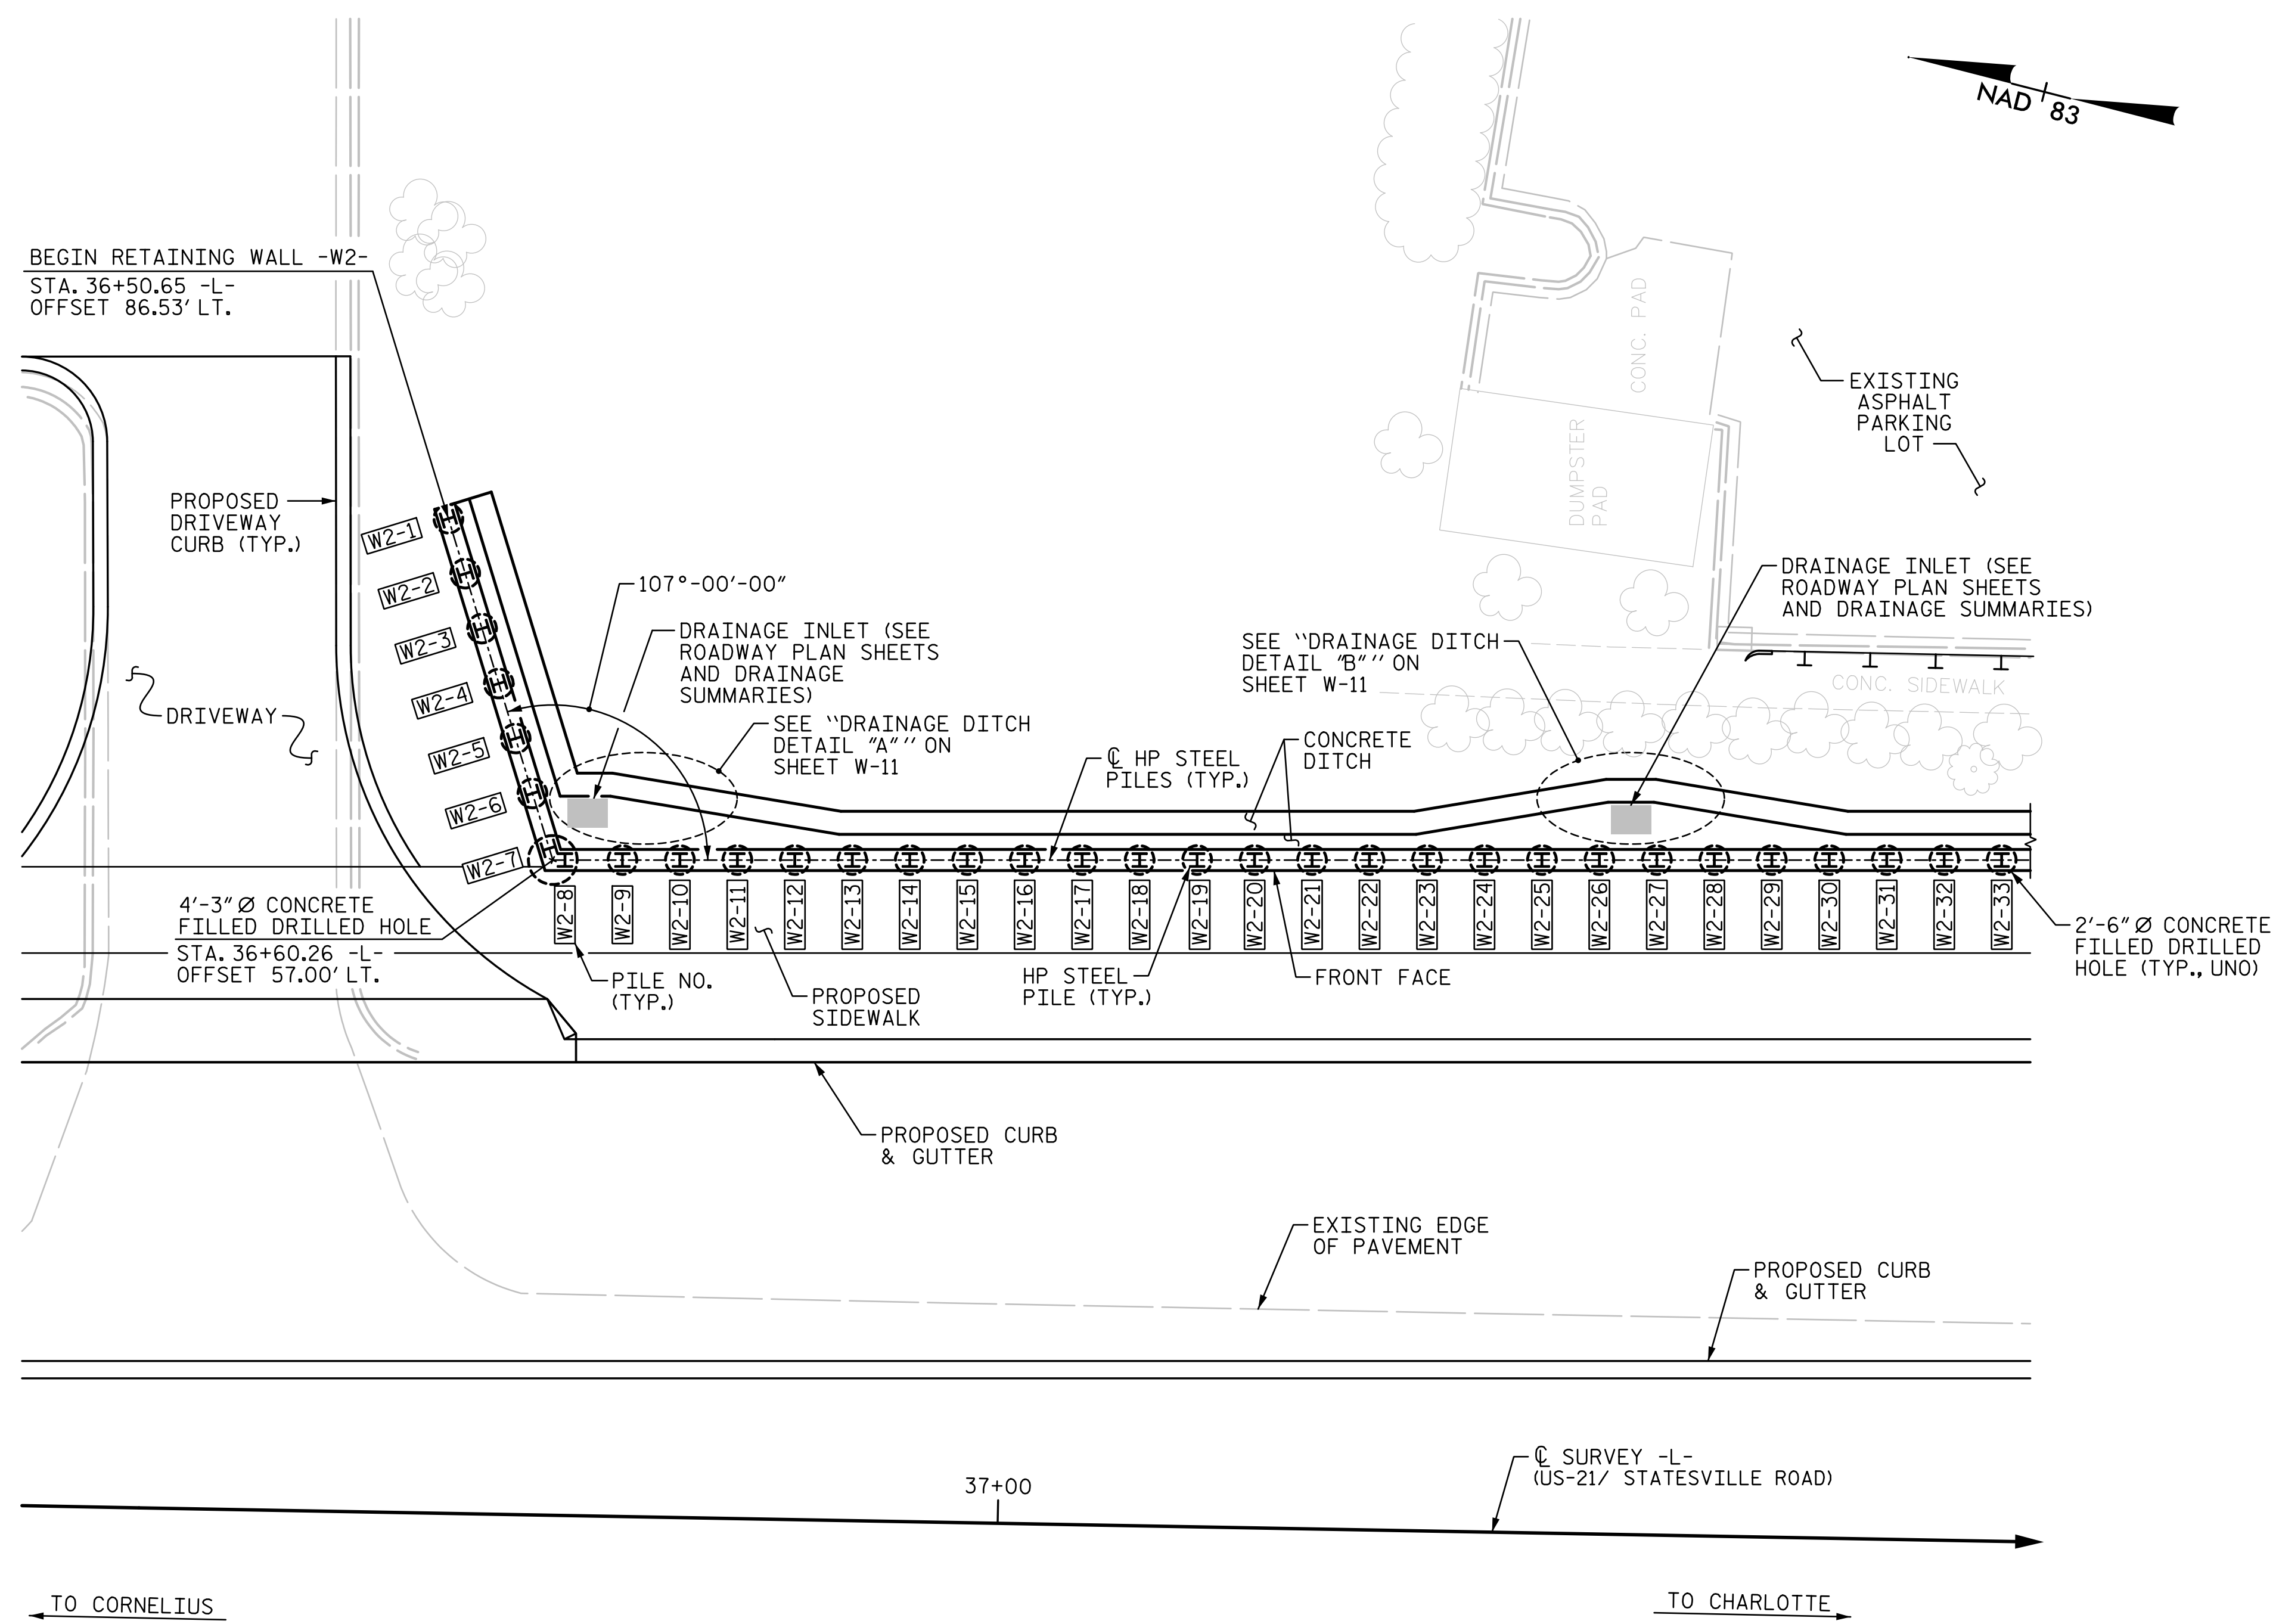 NAD 83
BEGIN RETAINING WALL -W2-
STA. 36+50.65 -L-
OFFSET 86.53' LT.
CONC. PAD
EXISTING
ASPHALT
PARKING
LOT
DUMPSTER
PAD
PROPOSED
DRIVEWAY
CURB (TYP.)
W2-1
W2-2
W2-3
W2-4
W2-5
W2-6
W2-7
107°-00'-00"
DRAINAGE INLET (SEE
ROADWAY PLAN SHEETS
AND DRAINAGE
SUMMARIES)
SEE ``DRAINAGE DITCH
DETAIL "A"'' ON
SHEET W-11
DRIVEWAY
℄ HP STEEL
PILES (TYP.)
CONCRETE
DITCH
SEE ``DRAINAGE DITCH
DETAIL "B"'' ON
SHEET W-11
DRAINAGE INLET (SEE
ROADWAY PLAN SHEETS
AND DRAINAGE SUMMARIES)
CONC. SIDEWALK
4'-3" Ø CONCRETE
FILLED DRILLED HOLE
STA. 36+60.26 -L-
OFFSET 57.00' LT.
W2-8
W2-9
W2-10
W2-11
W2-12
W2-13
W2-14
W2-15
W2-16
W2-17
W2-18
W2-19
W2-20
W2-21
W2-22
W2-23
W2-24
W2-25
W2-26
W2-27
W2-28
W2-29
W2-30
W2-31
W2-32
W2-33
PILE NO.
(TYP.)
PROPOSED
SIDEWALK
HP STEEL
PILE (TYP.)
FRONT FACE
2'-6" Ø CONCRETE
FILLED DRILLED
HOLE (TYP., UNO)
PROPOSED CURB
& GUTTER
EXISTING EDGE
OF PAVEMENT
PROPOSED CURB
& GUTTER
37+00
℄ SURVEY -L-
(US-21/ STATESVILLE ROAD)
TO CORNELIUS
TO CHARLOTTE